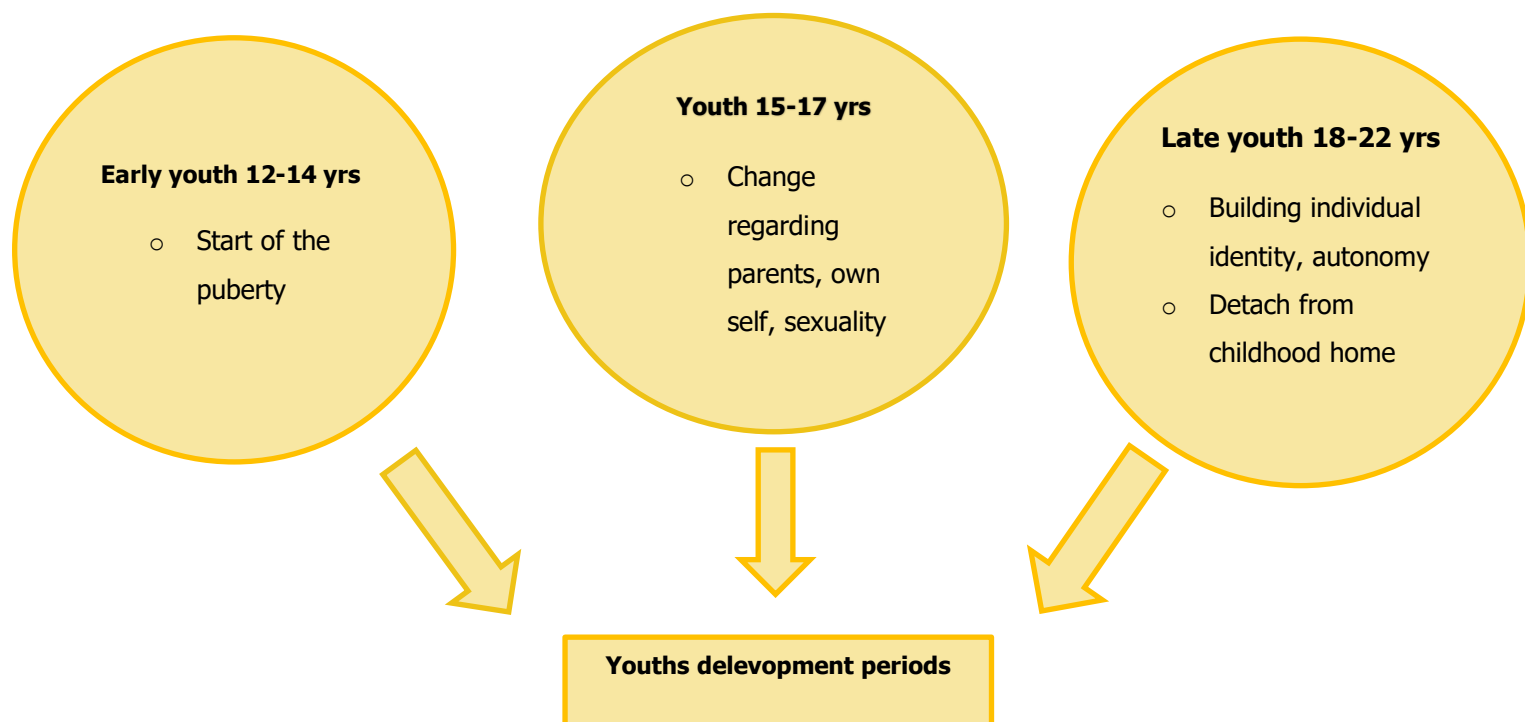 Early youth 12-14 yrs
o Start of the
puberty
Youth 15-17 yrs
o Change
regarding
parents, own
self, sexuality
Late youth 18-22 yrs
o Building individual
identity, autonomy
o Detach from
childhood home
Youths delevopment periods